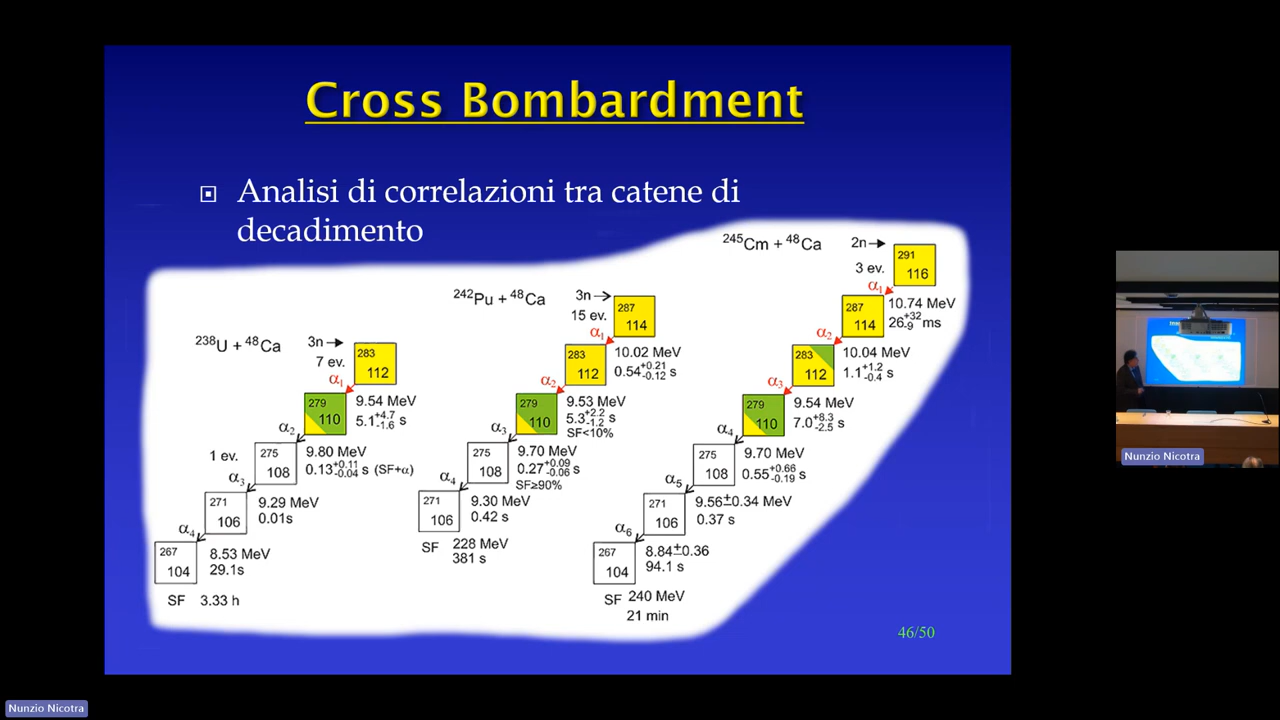 Cross Bombardment
Analisi di correlazioni tra catene di
decadimento
²³⁸U + ⁴⁸Ca
3n→
7 ev.
283
112
α₁
9.54 MeV
5.1+4.7-1.6 s
279
110
α₂
9.80 MeV
0.13+0.11-0.04 s (SF+α)
1 ev.
275
108
α₃
9.29 MeV
0.01s
271
106
α₄
8.53 MeV
29.1s
267
104
SF 3.33 h
²⁴²Pu + ⁴⁸Ca
3n→
15 ev.
287
114
α₁
10.02 MeV
0.54+0.21-0.12 s
283
112
α₂
9.53 MeV
5.3+2.2-1.2 s
SF<10%
279
110
α₃
9.70 MeV
0.27+0.09-0.06 s
SF≥90%
275
108
α₄
9.30 MeV
0.42 s
271
106
SF 228 MeV
381 s
²⁴⁵Cm + ⁴⁸Ca
2n→
3 ev.
291
116
α₁
10.74 MeV
26+32-9 ms
287
114
α₂
10.04 MeV
1.1+1.2-0.4 s
283
112
α₃
9.54 MeV
7.0+8.3-2.5 s
279
110
α₄
9.70 MeV
0.55+0.66-0.19 s
275
108
α₅
9.56±0.34 MeV
0.37 s
271
106
α₆
8.84±0.36
94.1 s
267
104
SF 240 MeV
21 min
46/50
Nunzio Nicotra
Nunzio Nicotra